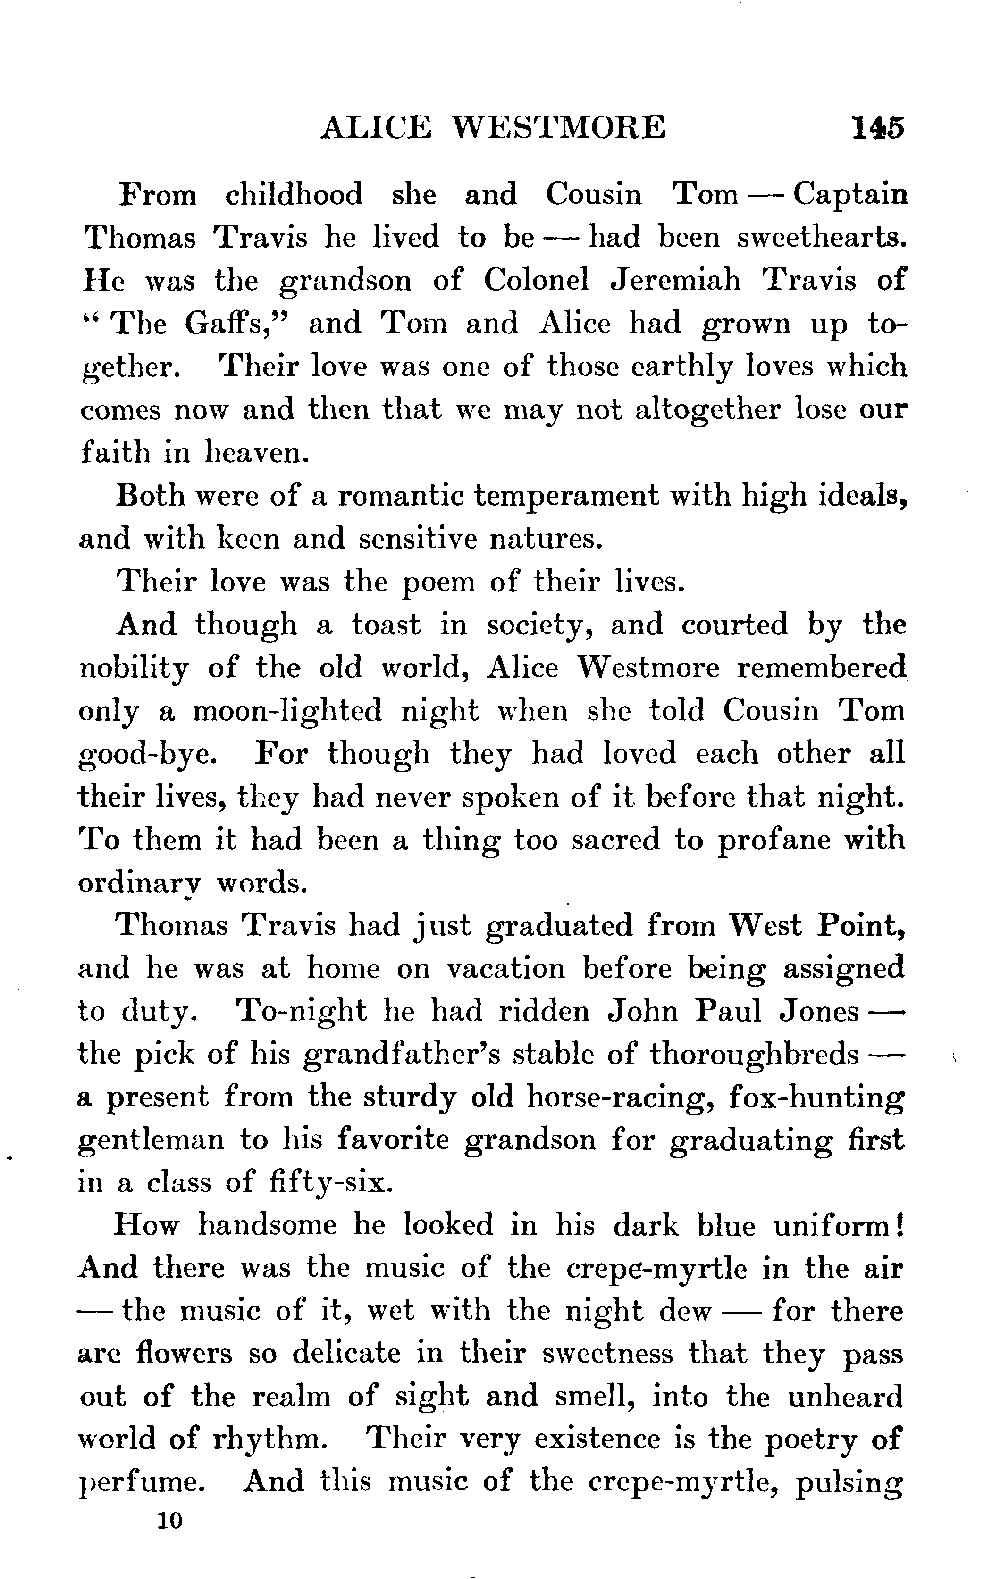 ALICE WESTMORE 145
From childhood she and Cousin Tom — Captain
Thomas Travis he lived to be — had been sweethearts.
He was the grandson of Colonel Jeremiah Travis of
“ The Gaffs,” and Tom and Alice had grown up to-
gether. Their love was one of those earthly loves which
comes now and then that we may not altogether lose our
faith in heaven.
Both were of a romantic temperament with high ideals,
and with keen and sensitive natures.
Their love was the poem of their lives.
And though a toast in society, and courted by the
nobility of the old world, Alice Westmore remembered
only a moon-lighted night when she told Cousin Tom
good-bye. For though they had loved each other all
their lives, they had never spoken of it before that night.
To them it had been a thing too sacred to profane with
ordinary words.
Thomas Travis had just graduated from West Point,
and he was at home on vacation before being assigned
to duty. To-night he had ridden John Paul Jones —
the pick of his grandfather’s stable of thoroughbreds —
a present from the sturdy old horse-racing, fox-hunting
gentleman to his favorite grandson for graduating first
in a class of fifty-six.
How handsome he looked in his dark blue uniform!
And there was the music of the crepe-myrtle in the air
— the music of it, wet with the night dew — for there
are flowers so delicate in their sweetness that they pass
out of the realm of sight and smell, into the unheard
world of rhythm. Their very existence is the poetry of
perfume. And this music of the crepe-myrtle, pulsing
10